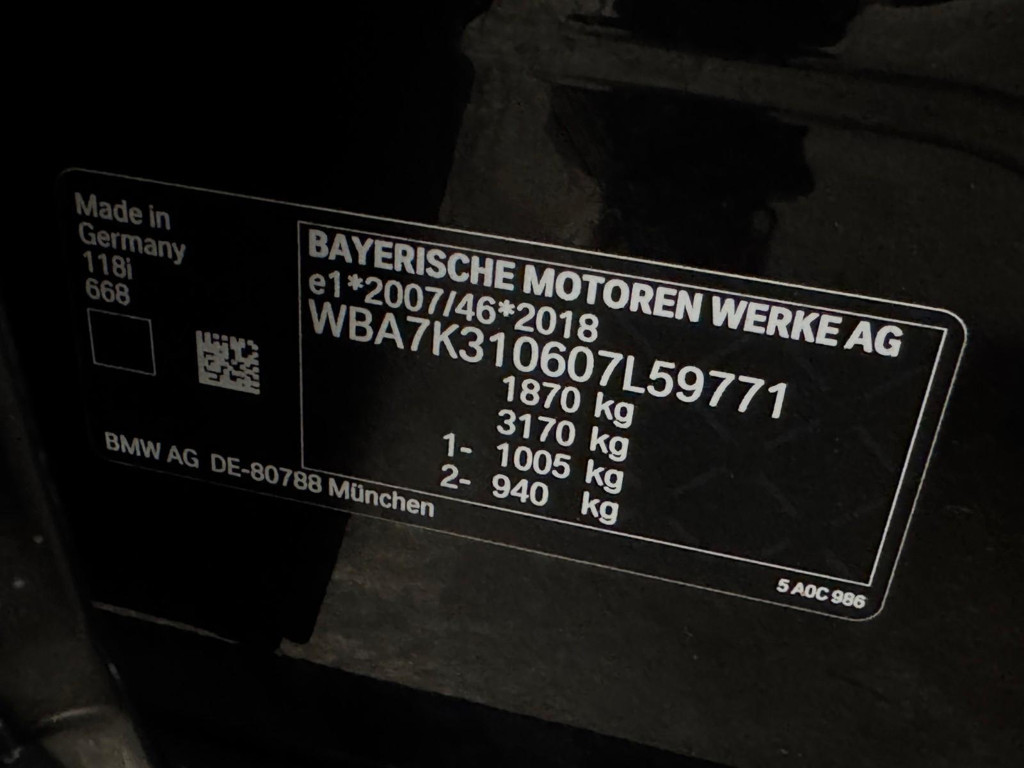 Made in
Germany
118i
668
BAYERISCHE MOTOREN WERKE AG
e1*2007/46*2018
WBA7K310607L59771
1870 kg
3170 kg
1- 1005 kg
2- 940 kg
BMW AG DE-80788 München
5 A0C 986